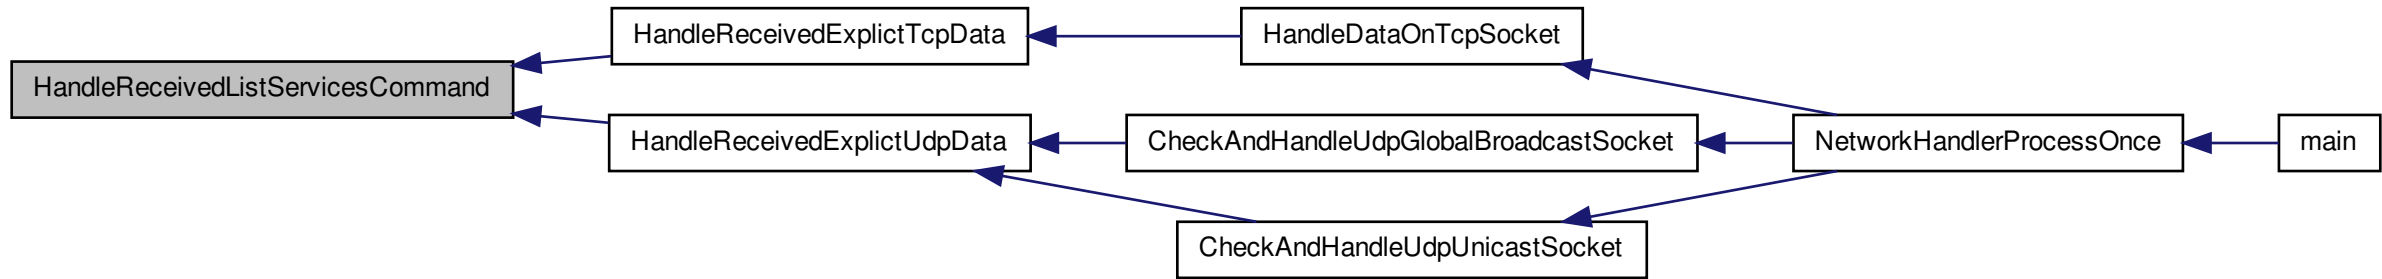 HandleReceivedListServicesCommand
HandleReceivedExplictTcpData
HandleDataOnTcpSocket
HandleReceivedExplictUdpData
CheckAndHandleUdpGlobalBroadcastSocket
CheckAndHandleUdpUnicastSocket
NetworkHandlerProcessOnce
main